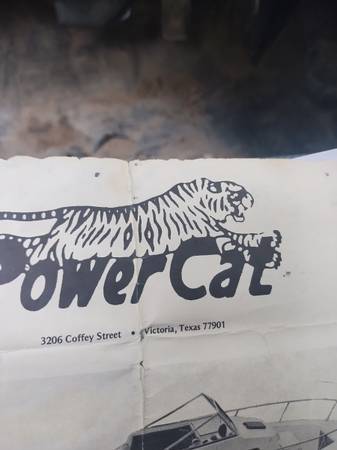 PowerCat
3206 Coffey Street • Victoria, Texas 77901